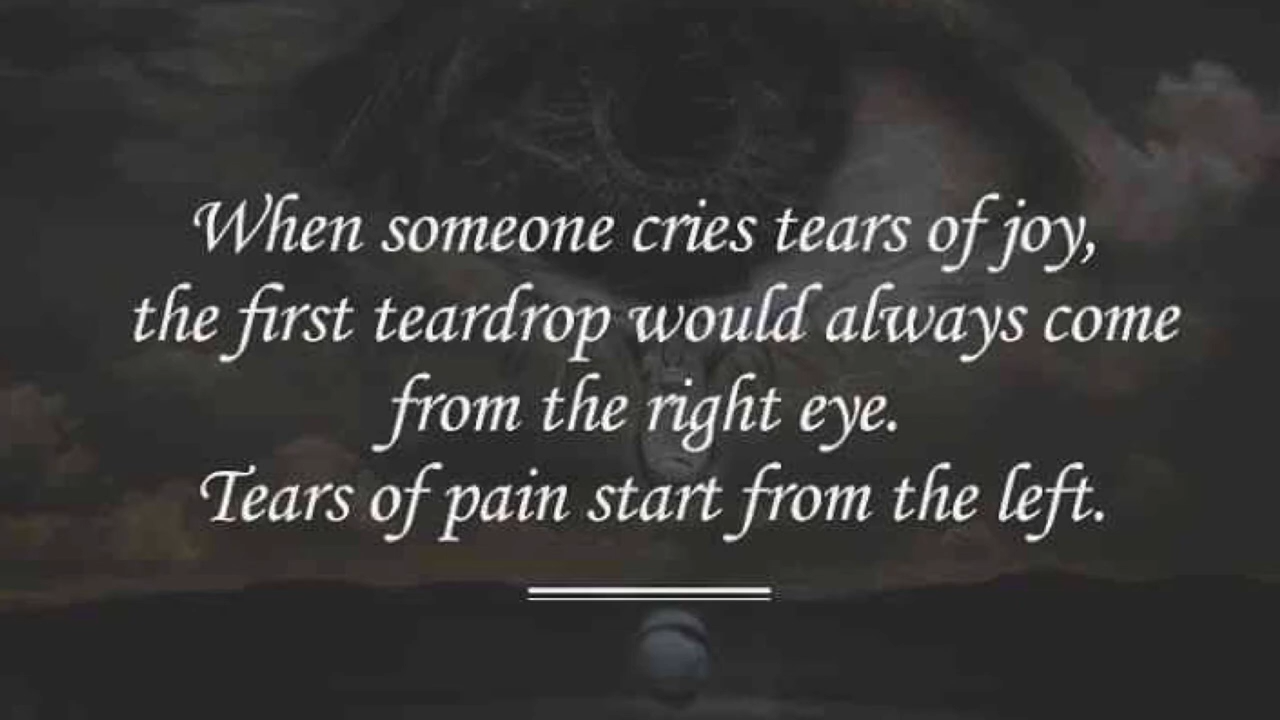 When someone cries tears of joy,
the first teardrop would always come
from the right eye.
Tears of pain start from the left.